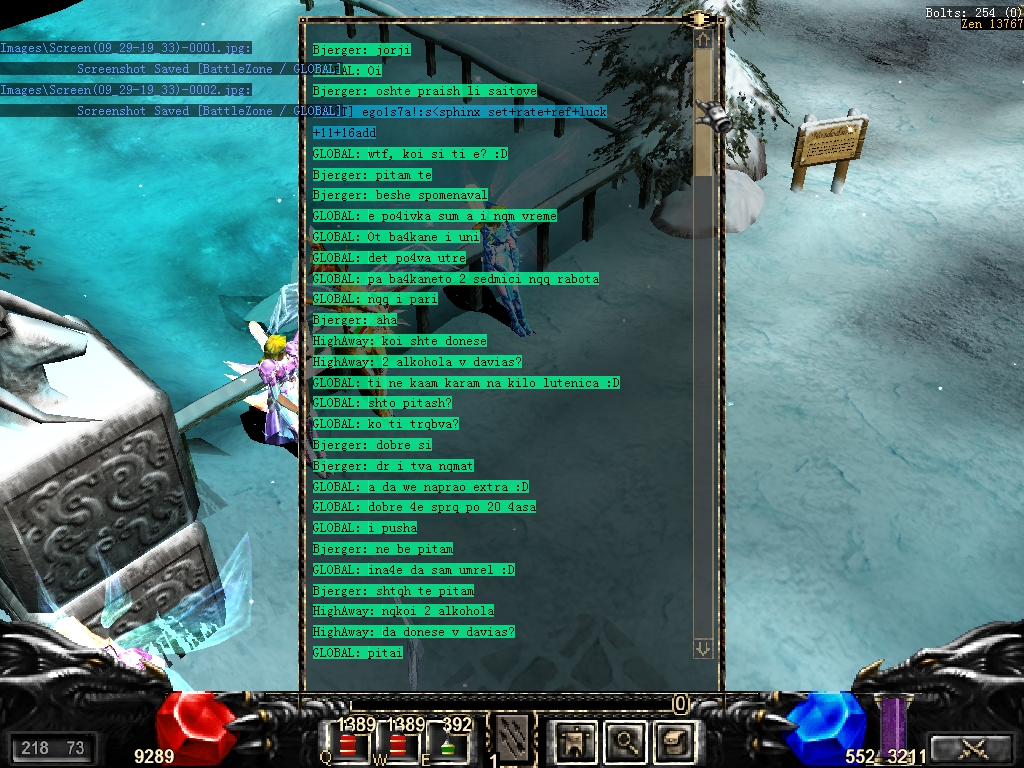 Bolts: 254 (0)
Zen 13767
Images\Screen(09_29-19_33)-0001.jpg:
Screenshot Saved [BattleZone / GLOBAL]
Images\Screen(09_29-19_33)-0002.jpg:
Screenshot Saved [BattleZone / GLOBAL]
Bjerger: jorji
AL: Oi
Bjerger: oshte praish li saitove
ego1s7a!:s<sphinx set+rate+ref+luck
+11+16add
GLOBAL: wtf, koi si ti e? :D
Bjerger: pitam te
Bjerger: beshe spomenaval
GLOBAL: e po4ivka sum a i nqm vreme
GLOBAL: Ot ba4kane i uni
GLOBAL: det po4va utre
GLOBAL: pa ba4kaneto 2 sedmici nqq rabota
GLOBAL: nqq i pari
Bjerger: aha
HighAway: koi shte donese
HighAway: 2 alkohola v davias?
GLOBAL: ti ne kaam karam na kilo lutenica :D
GLOBAL: shto pitash?
GLOBAL: ko ti trqbva?
Bjerger: dobre si
Bjerger: dr i tva nqmat
GLOBAL: a da we naprao extra :D
GLOBAL: dobre 4e sprq po 20 4asa
GLOBAL: i pusha
Bjerger: ne be pitam
GLOBAL: ina4e da sam umrel :D
Bjerger: shtqh te pitam
HighAway: nqkoi 2 alkohola
HighAway: da donese v davias?
GLOBAL: pitai
0
1389 1389 392
Q W E 1
218 73
9289
552 3211